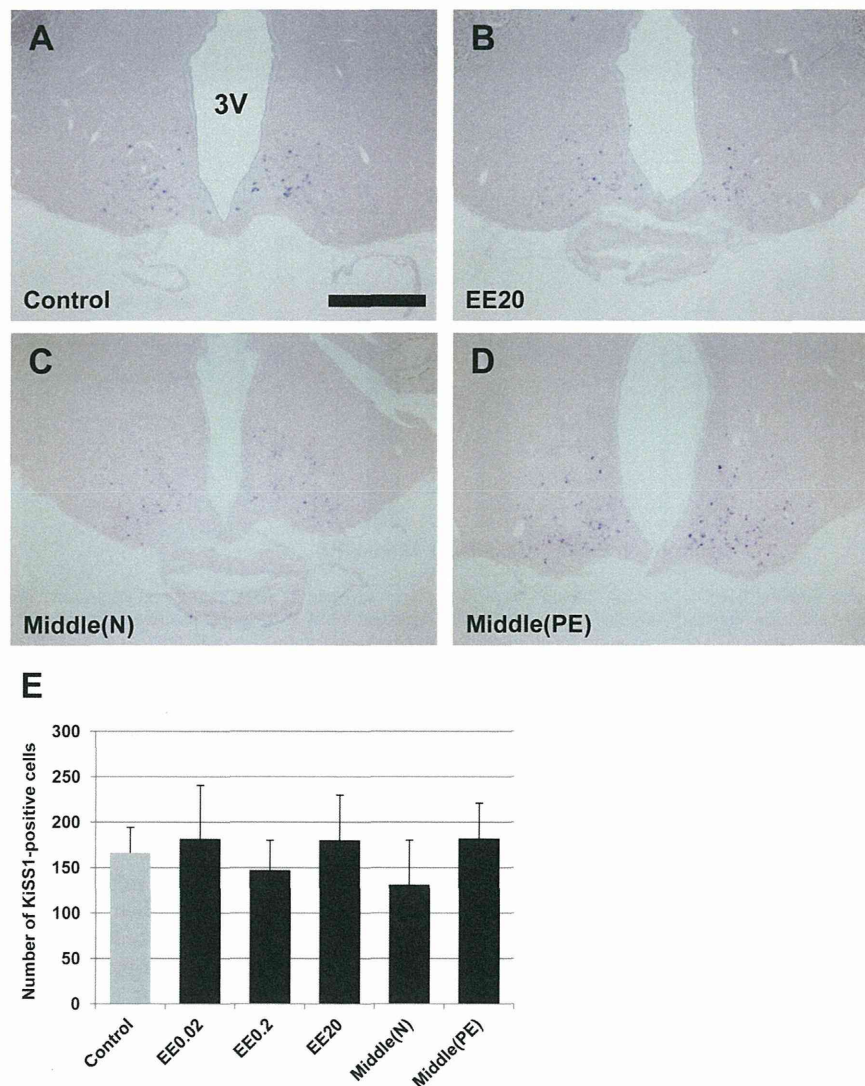 A
3V
Control
B
EE20
C
Middle(N)
D
Middle(PE)
E
Number of KiSS1-positive cells
300
250
200
150
100
50
0
Control
EE0.02
EE0.2
EE20
Middle(N)
Middle(PE)